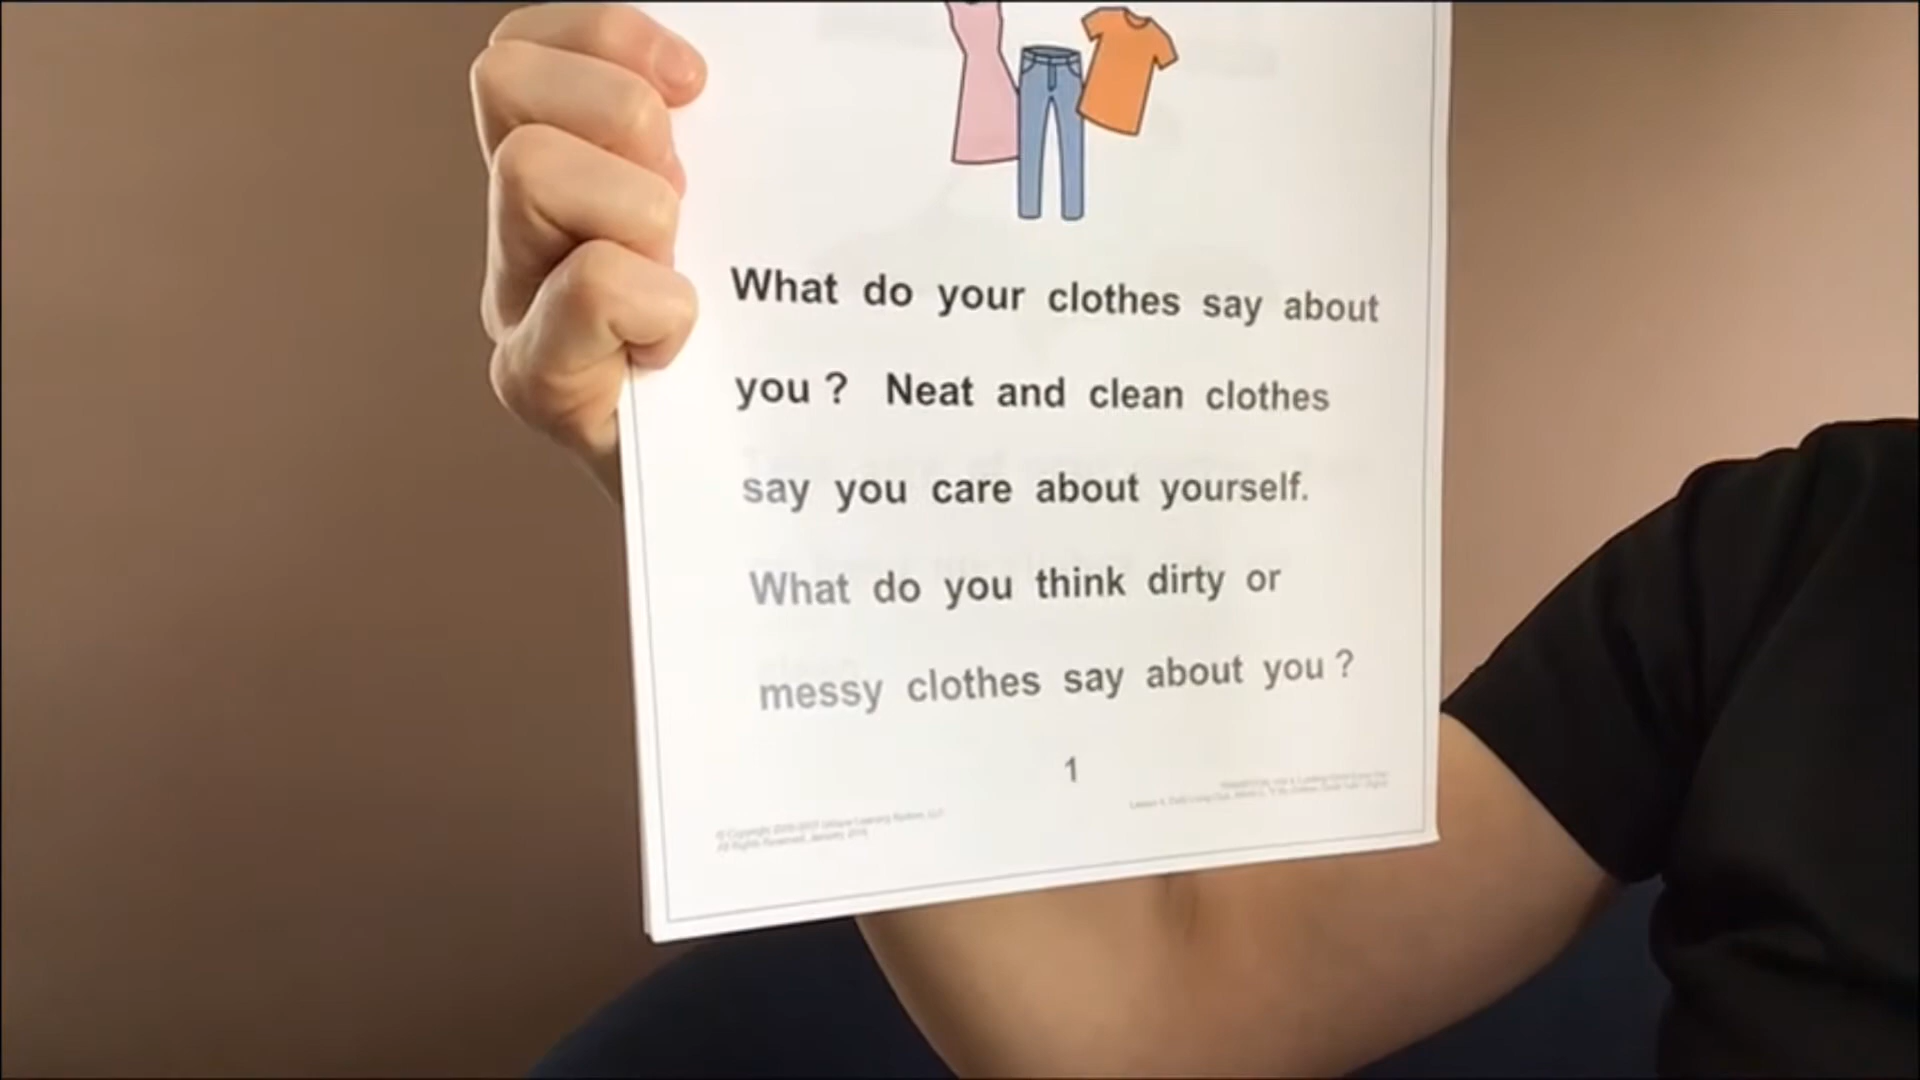 What do your clothes say about
you ? Neat and clean clothes
say you care about yourself.
What do you think dirty or
messy clothes say about you ?
1